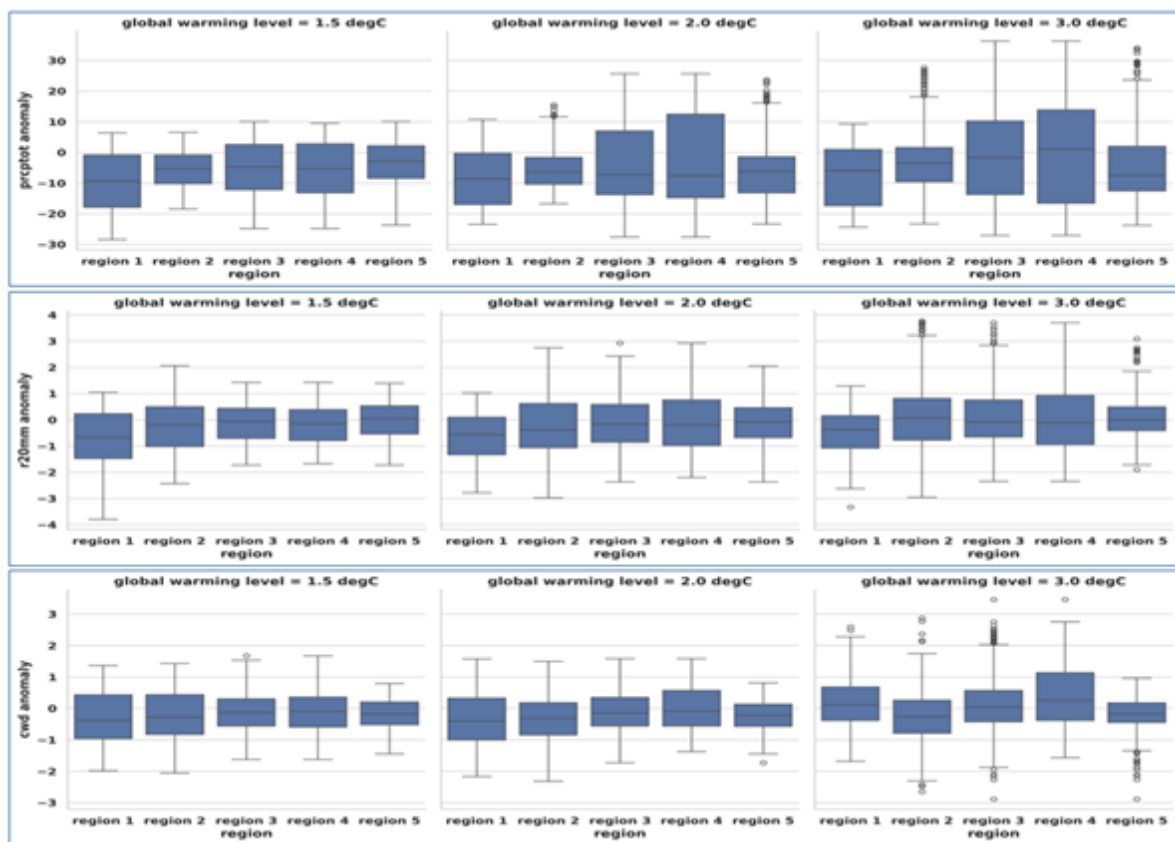 global warming level = 1.5 degC global warming level = 2.0 degC global warming level = 3.0 degC
prcptot anomaly
30
20
10
0
−10
−20
−30
region 1 region 2 region 3 region 4 region 5 region 1 region 2 region 3 region 4 region 5 region 1 region 2 region 3 region 4 region 5
region region region
global warming level = 1.5 degC global warming level = 2.0 degC global warming level = 3.0 degC
r20mm anomaly
4
3
2
1
0
−1
−2
−3
−4
region 1 region 2 region 3 region 4 region 5 region 1 region 2 region 3 region 4 region 5 region 1 region 2 region 3 region 4 region 5
region region region
global warming level = 1.5 degC global warming level = 2.0 degC global warming level = 3.0 degC
cwd anomaly
3
2
1
0
−1
−2
−3
region 1 region 2 region 3 region 4 region 5 region 1 region 2 region 3 region 4 region 5 region 1 region 2 region 3 region 4 region 5
region region region